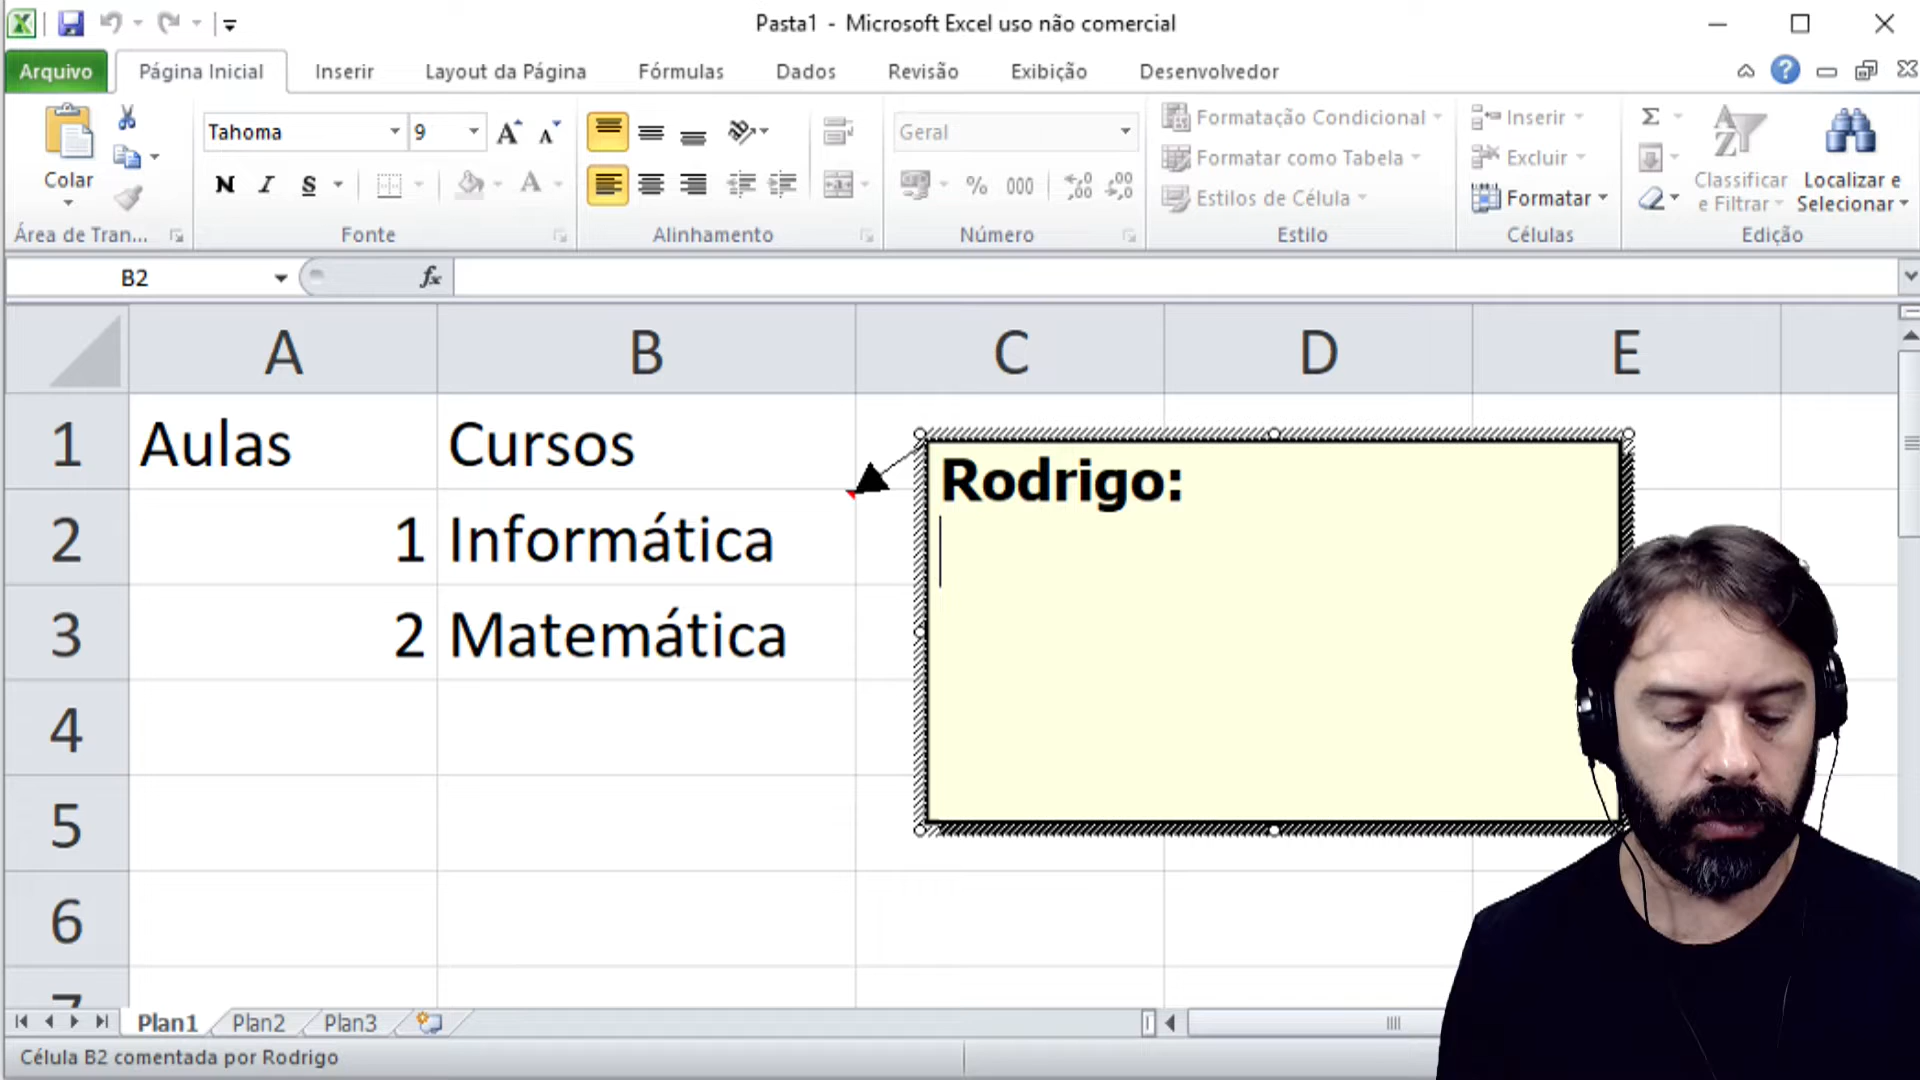 Pasta1 - Microsoft Excel uso não comercial
Arquivo
Página Inicial
Inserir
Layout da Página
Fórmulas
Dados
Revisão
Exibição
Desenvolvedor
Colar
Área de Tran...
Tahoma
9
N I S
A
Fonte
Alinhamento
Geral
% 000
Número
Formatação Condicional
Formatar como Tabela
Estilos de Célula
Estilo
Inserir
Excluir
Formatar
Células
Σ
Classificar
e Filtrar
Localizar e
Selecionar
Edição
B2
fx
A B C D E
1 Aulas Cursos
2 1 Informática
3 2 Matemática
4
5
6
7
Rodrigo:
Plan1
Plan2
Plan3
Célula B2 comentada por Rodrigo